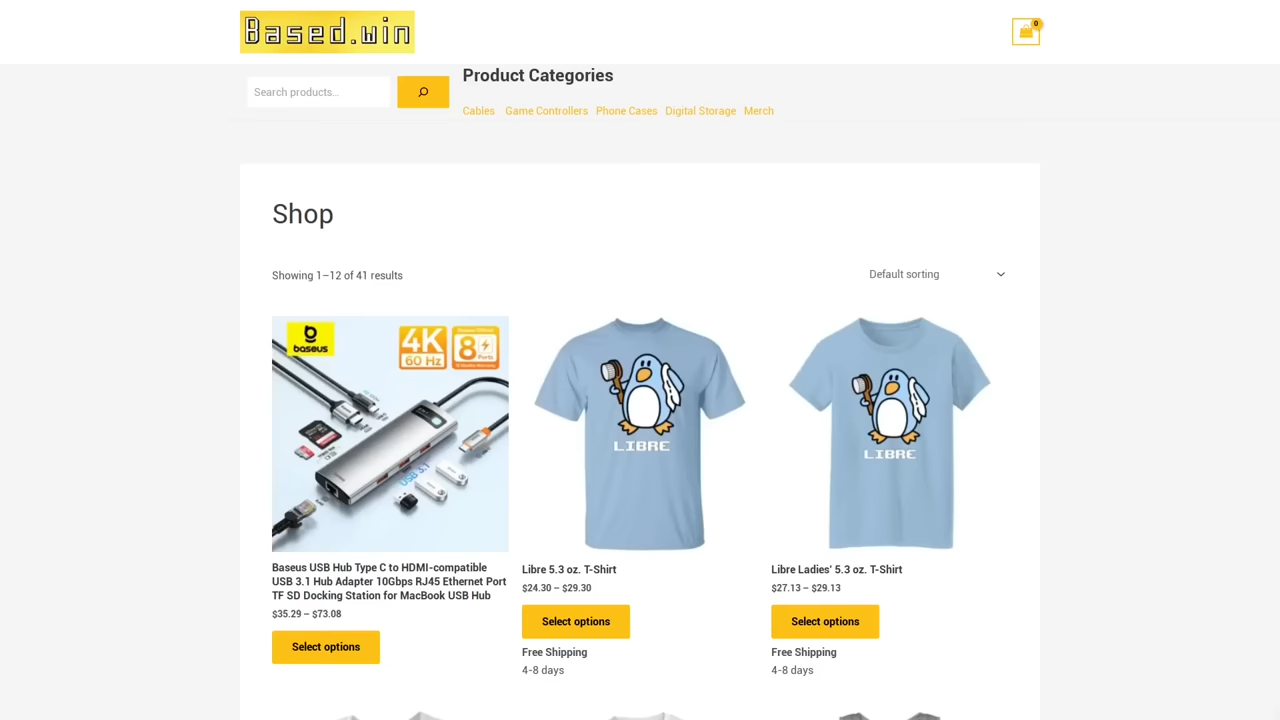 Based.win
0
Search products…
Product Categories
Cables Game Controllers Phone Cases Digital Storage Merch
Shop
Showing 1–12 of 41 results
Default sorting
baseus
4K
60 Hz
8
Ports
USB 3.1
LIBRE
LIBRE
Baseus USB Hub Type C to HDMI-compatible
USB 3.1 Hub Adapter 10Gbps RJ45 Ethernet Port
TF SD Docking Station for MacBook USB Hub
$35.29 – $73.08
Select options
Libre 5.3 oz. T-Shirt
$24.30 – $29.30
Select options
Free Shipping
4-8 days
Libre Ladies' 5.3 oz. T-Shirt
$27.13 – $29.13
Select options
Free Shipping
4-8 days